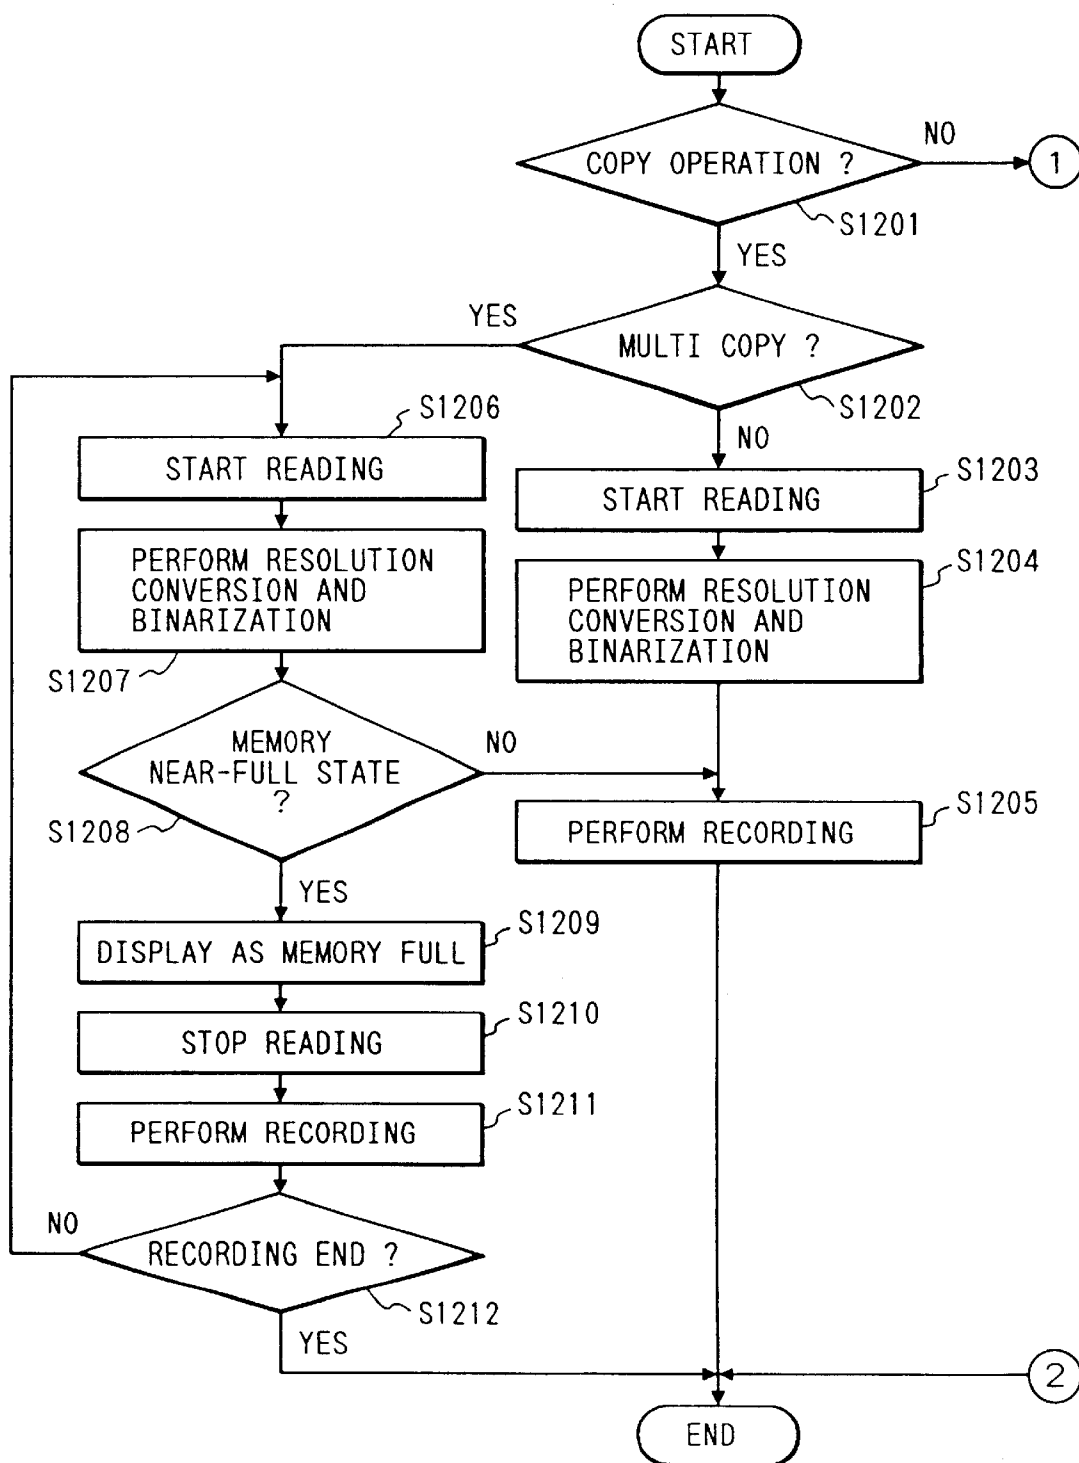 START
COPY OPERATION ?
NO
1
S1201
YES
MULTI COPY ?
YES
S1202
NO
S1206
START READING
S1203
START READING
PERFORM RESOLUTION
CONVERSION AND
BINARIZATION
S1207
S1204
PERFORM RESOLUTION
CONVERSION AND
BINARIZATION
MEMORY
NEAR-FULL STATE
?
NO
S1208
S1205
PERFORM RECORDING
YES
S1209
DISPLAY AS MEMORY FULL
S1210
STOP READING
S1211
PERFORM RECORDING
NO
RECORDING END ?
S1212
YES
2
END